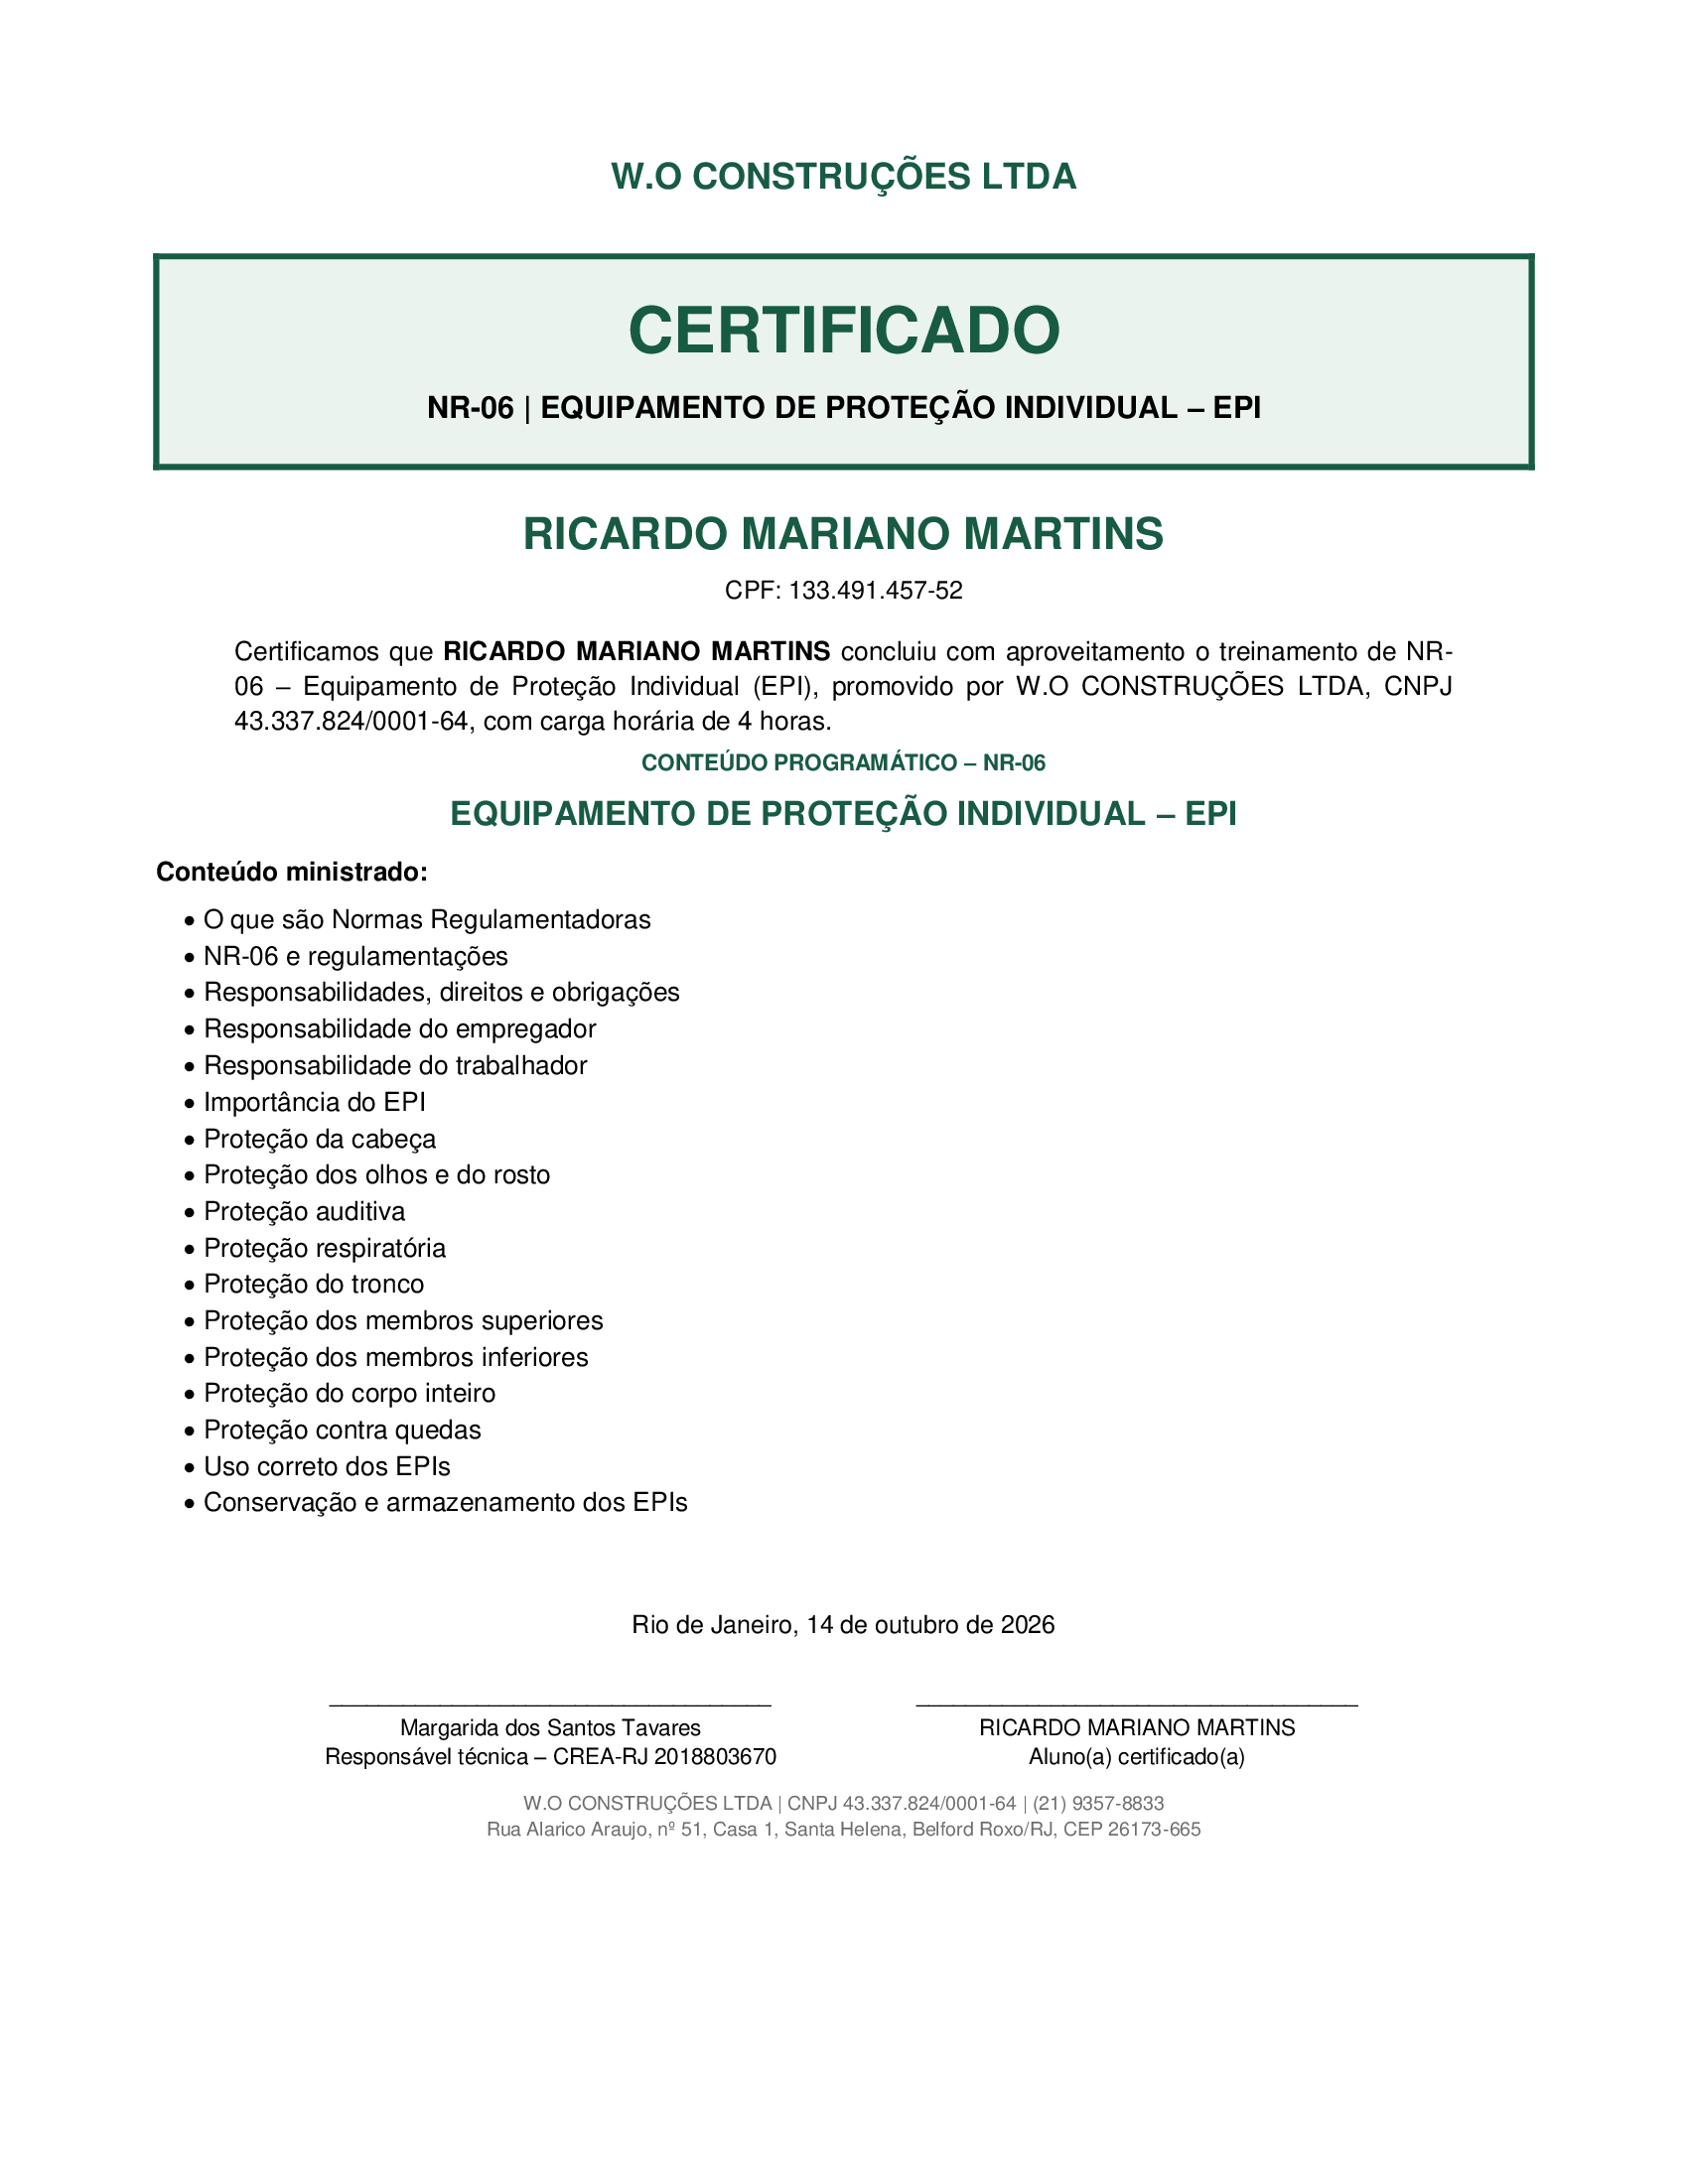 W.O CONSTRUÇÕES LTDA
CERTIFICADO
NR-06 | EQUIPAMENTO DE PROTEÇÃO INDIVIDUAL – EPI
RICARDO MARIANO MARTINS
CPF: 133.491.457-52
Certificamos que RICARDO MARIANO MARTINS concluiu com aproveitamento o treinamento de NR-
06 – Equipamento de Proteção Individual (EPI), promovido por W.O CONSTRUÇÕES LTDA, CNPJ
43.337.824/0001-64, com carga horária de 4 horas.
CONTEÚDO PROGRAMÁTICO – NR-06
EQUIPAMENTO DE PROTEÇÃO INDIVIDUAL – EPI
Conteúdo ministrado:
• O que são Normas Regulamentadoras
• NR-06 e regulamentações
• Responsabilidades, direitos e obrigações
• Responsabilidade do empregador
• Responsabilidade do trabalhador
• Importância do EPI
• Proteção da cabeça
• Proteção dos olhos e do rosto
• Proteção auditiva
• Proteção respiratória
• Proteção do tronco
• Proteção dos membros superiores
• Proteção dos membros inferiores
• Proteção do corpo inteiro
• Proteção contra quedas
• Uso correto dos EPIs
• Conservação e armazenamento dos EPIs
Rio de Janeiro, 14 de outubro de 2026
Margarida dos Santos Tavares
Responsável técnica – CREA-RJ 2018803670
RICARDO MARIANO MARTINS
Aluno(a) certificado(a)
W.O CONSTRUÇÕES LTDA | CNPJ 43.337.824/0001-64 | (21) 9357-8833
Rua Alarico Araujo, nº 51, Casa 1, Santa Helena, Belford Roxo/RJ, CEP 26173-665